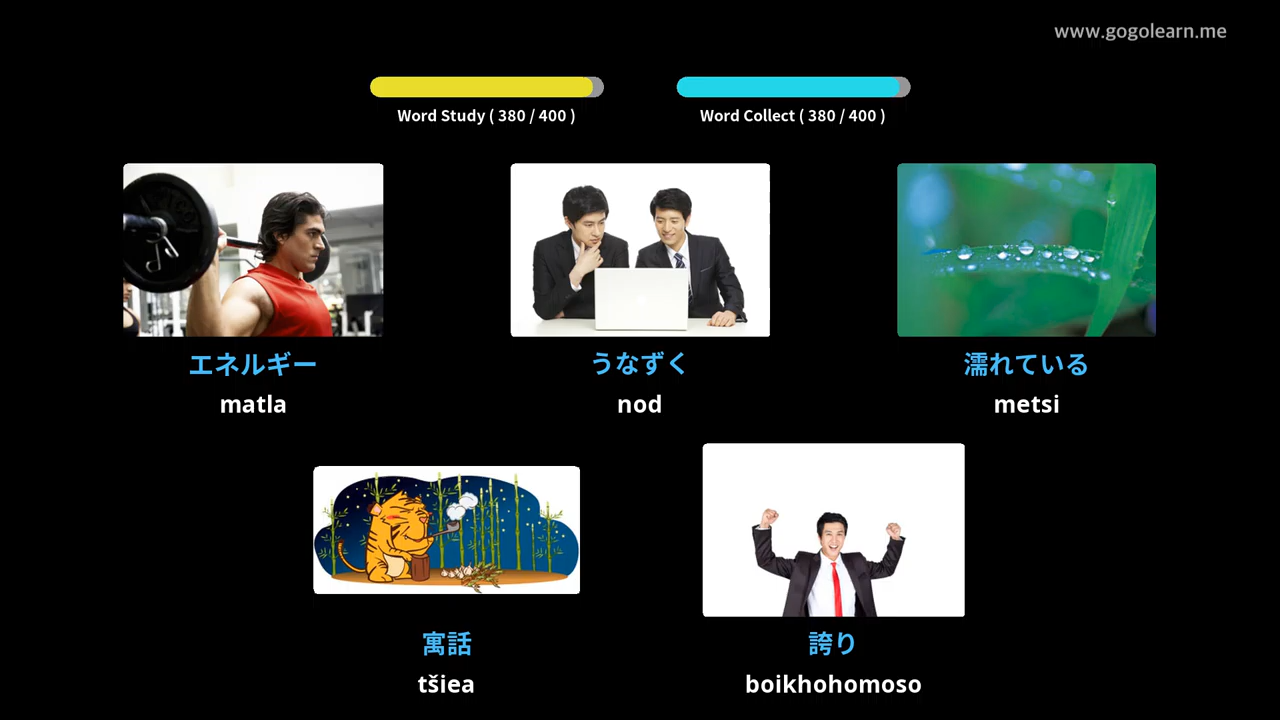 www.gogolearn.me
Word Study ( 380 / 400 )
Word Collect ( 380 / 400 )
エネルギー
matla
うなずく
nod
濡れている
metsi
寓話
tšiea
誇り
boikhohomoso